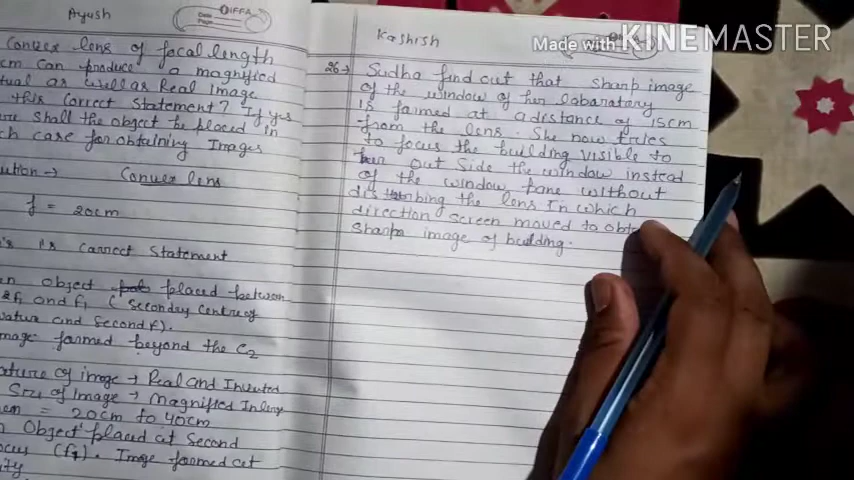 Ayush
DIFFA
Date
Page
Convex lens of focal length
cm can produce a magnified
tual as well as Real Image
this Correct Statement? If yes
shall the object be placed in
ch case for obtaining Images
ution → Convex lens
f = 20cm
's is Correct Statement
n object placed between
2F1 and F1 ( Secondary Centre of
vature and second f).
mage formed beyond the C2
ature of image → Real and Inverted
Size of Image → magnified
= 20cm to 40cm
Object placed at Second
ocus (f1). Image formed at
ity
Kashish
Made with KINEMASTER
26→ Sudha find out that sharp image
of the window of her labaratary
is formed at a distance of 15cm
from the lens. She now tries
to focus the building visible to
her out side the window instead
of the window pane without
the lens In which
direction screen moved to obt
sharpe image of building.